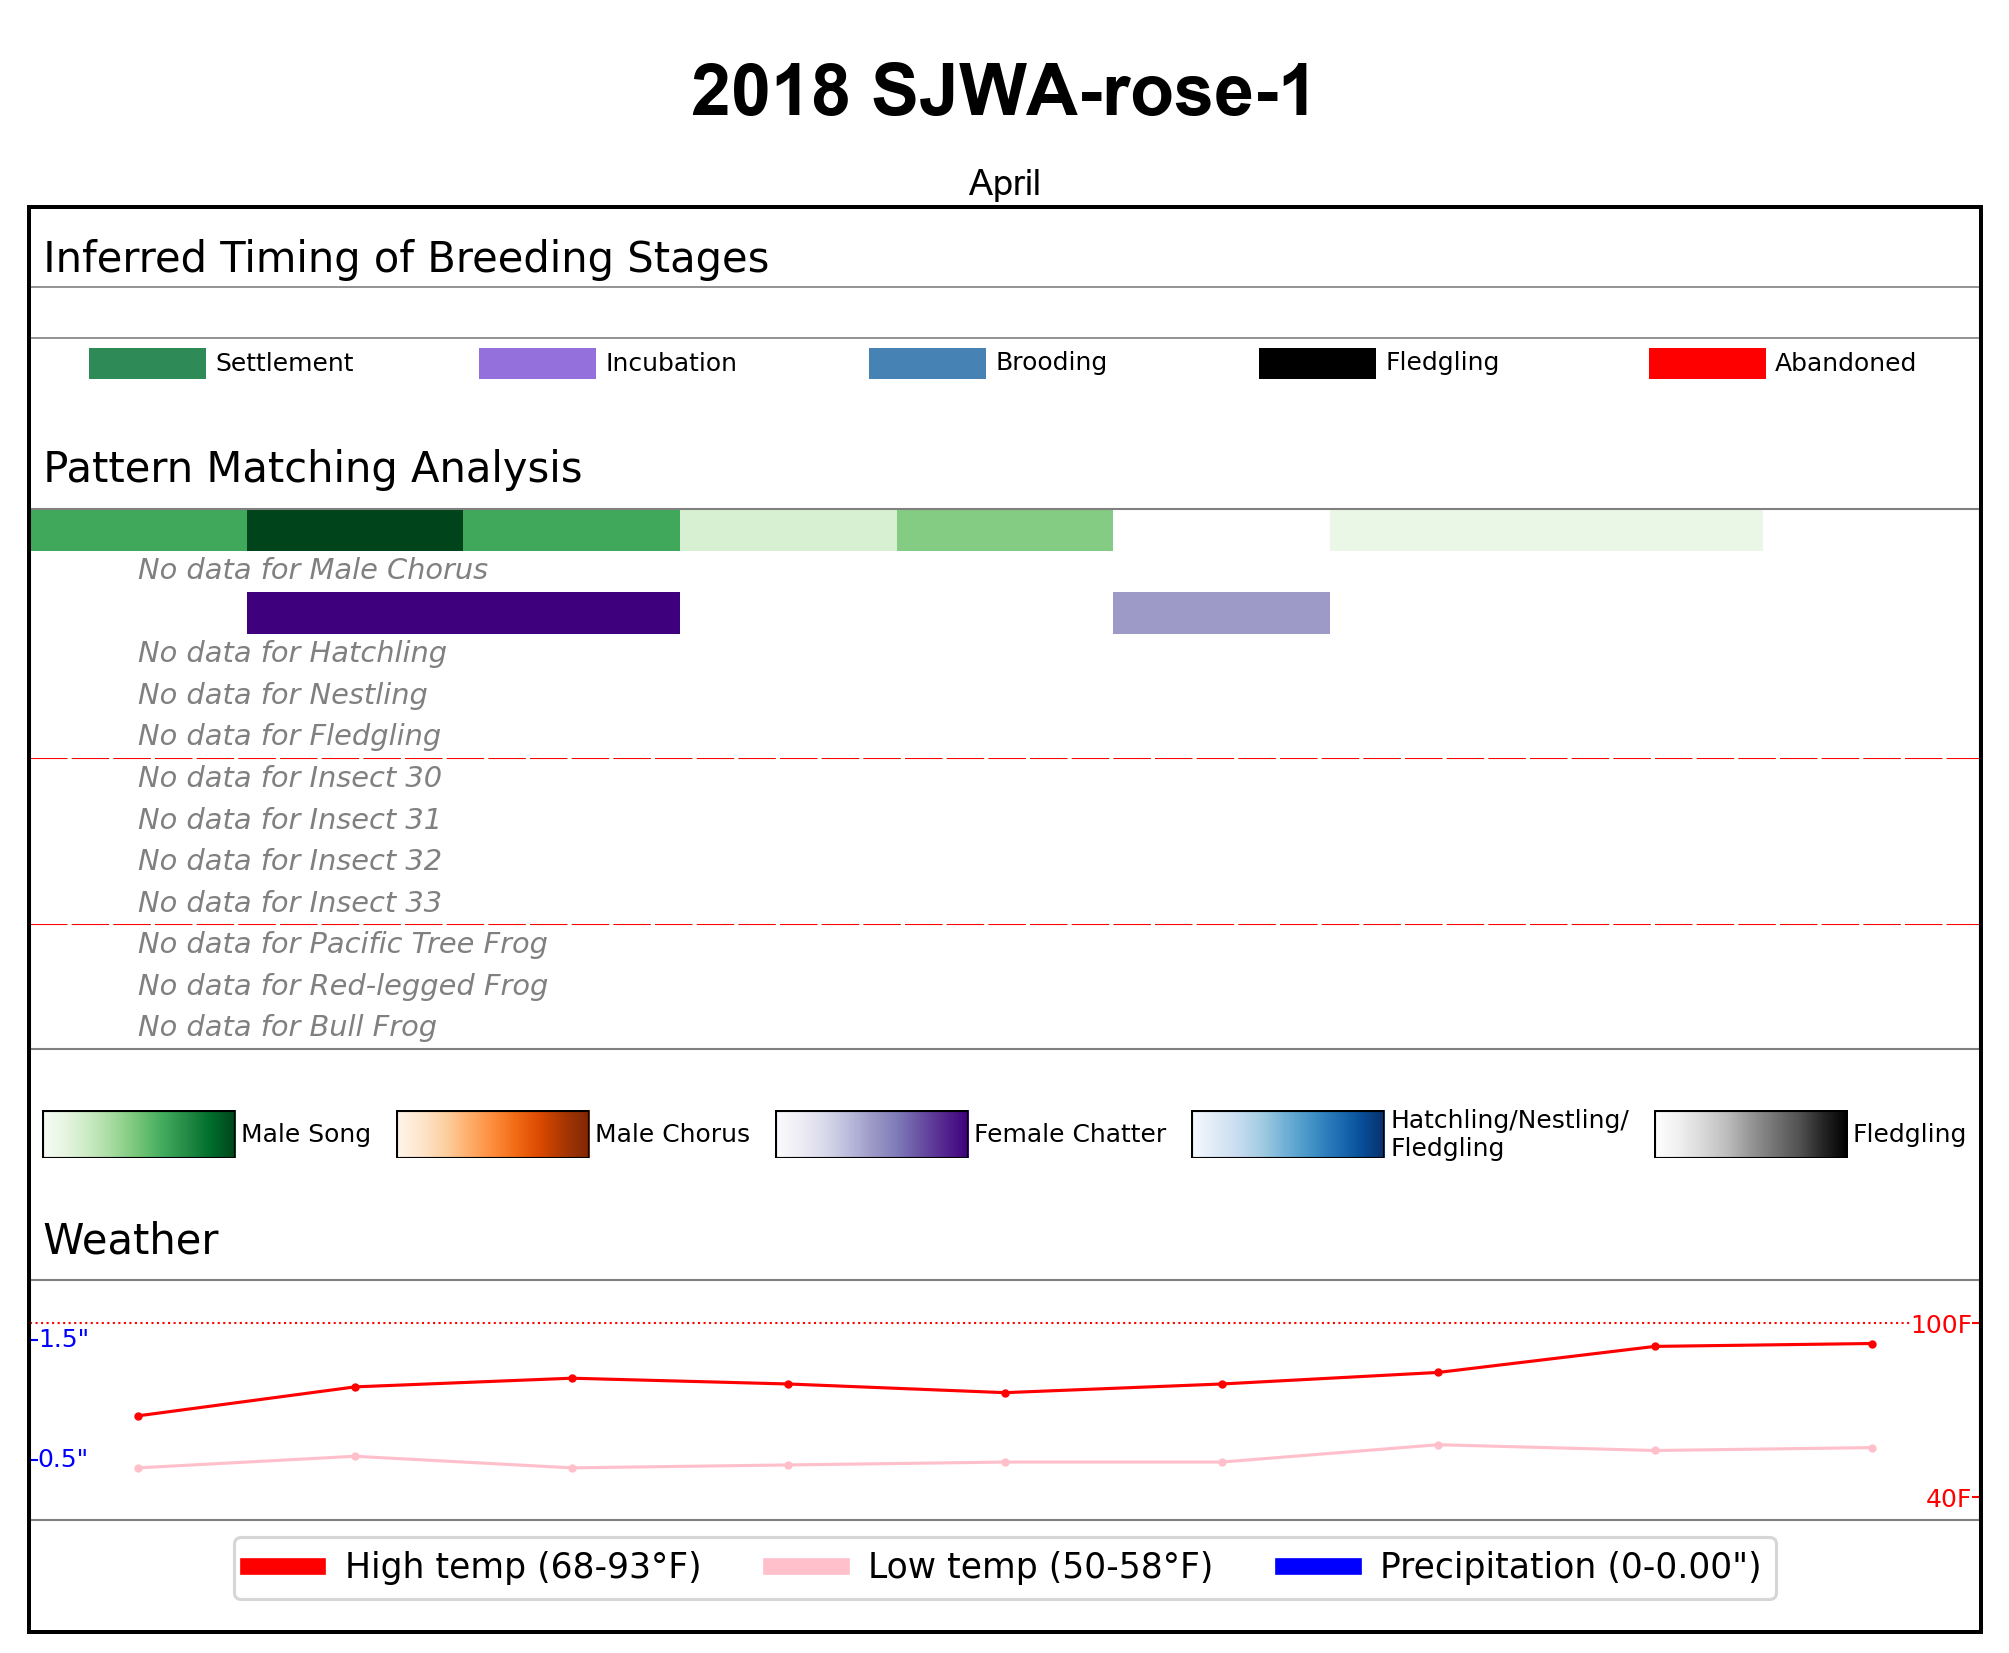 2018 SJWA-rose-1
April
Inferred Timing of Breeding Stages
Settlement
Incubation
Brooding
Fledgling
Abandoned
Pattern Matching Analysis
No data for Male Chorus
No data for Hatchling
No data for Nestling
No data for Fledgling
No data for Insect 30
No data for Insect 31
No data for Insect 32
No data for Insect 33
No data for Pacific Tree Frog
No data for Red-legged Frog
No data for Bull Frog
Male Song
Male Chorus
Female Chatter
Hatchling/Nestling/
Fledgling
Fledgling
Weather
1.5"
100F
0.5"
40F
High temp (68-93°F)
Low temp (50-58°F)
Precipitation (0-0.00")